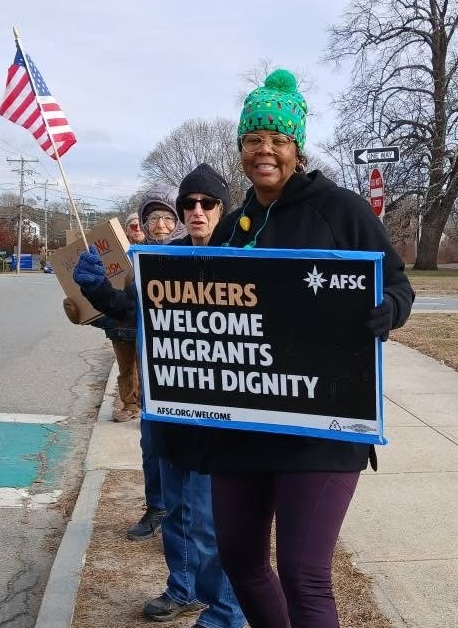 ONE WAY
NO
AFSC
QUAKERS
WELCOME
MIGRANTS
WITH DIGNITY
AFSC.ORG/WELCOME